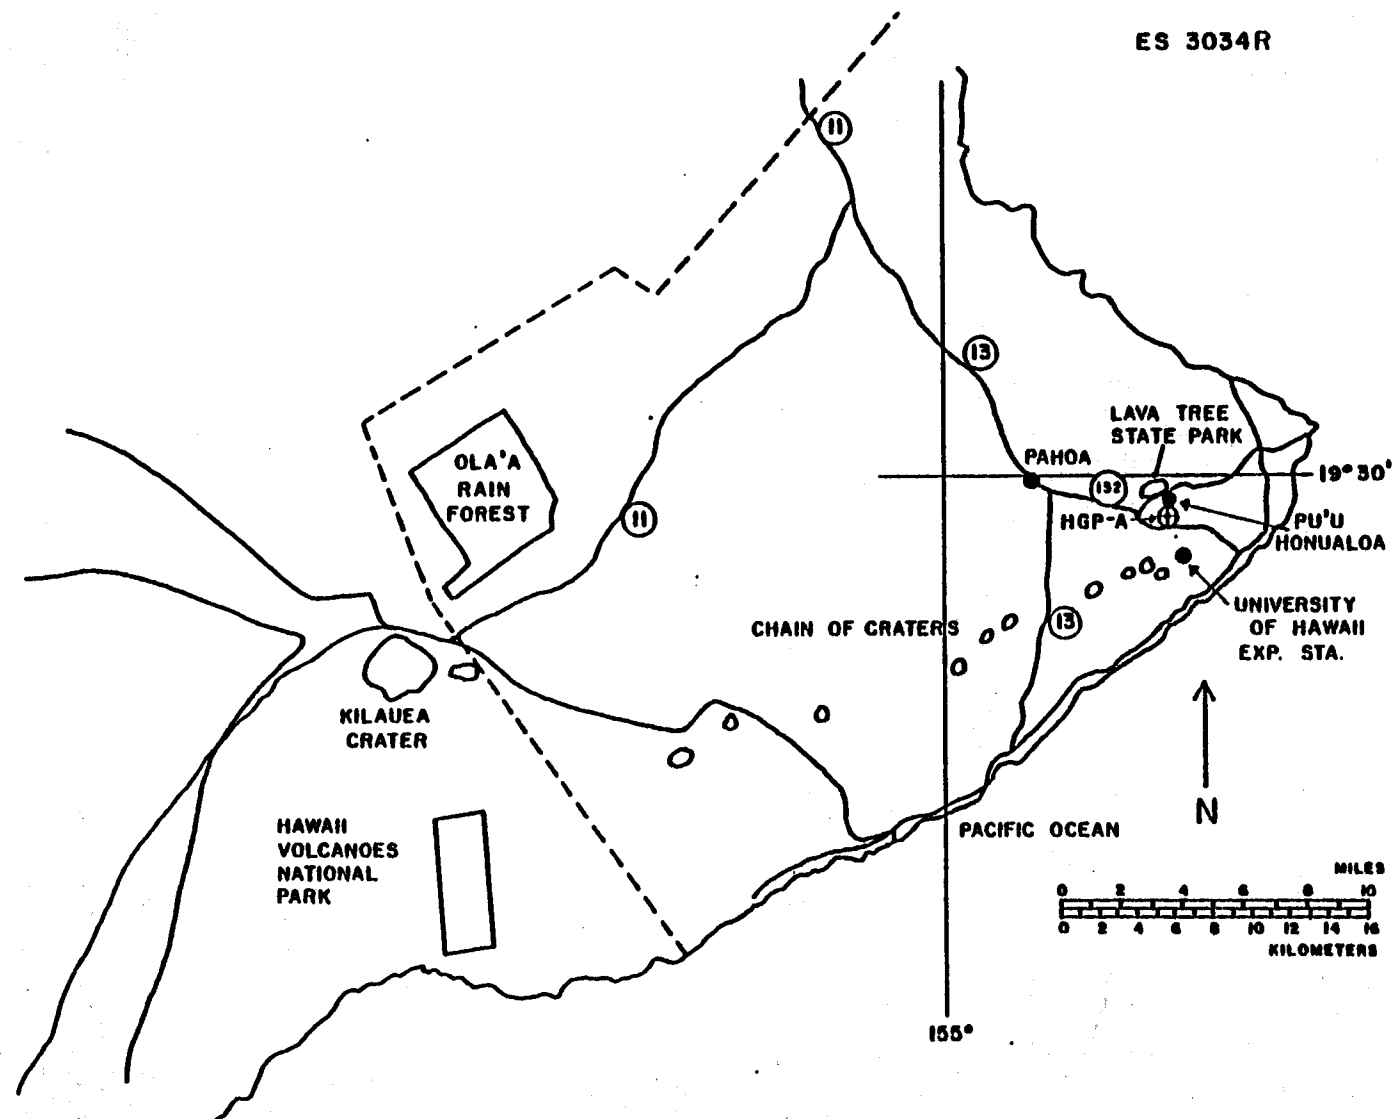 ES 3034R
11
13
LAVA TREE
STATE PARK
PAHOA
19° 30'
OLA'A
RAIN
FOREST
132
11
HGP-A
PU'U
HONUALOA
UNIVERSITY
OF HAWAII
EXP. STA.
CHAIN OF CRATERS
13
KILAUEA
CRATER
N
HAWAII
VOLCANOES
NATIONAL
PARK
PACIFIC OCEAN
MILES
0 2 4 6 8 10
0 2 4 6 8 10 12 14 16
KILOMETERS
155°